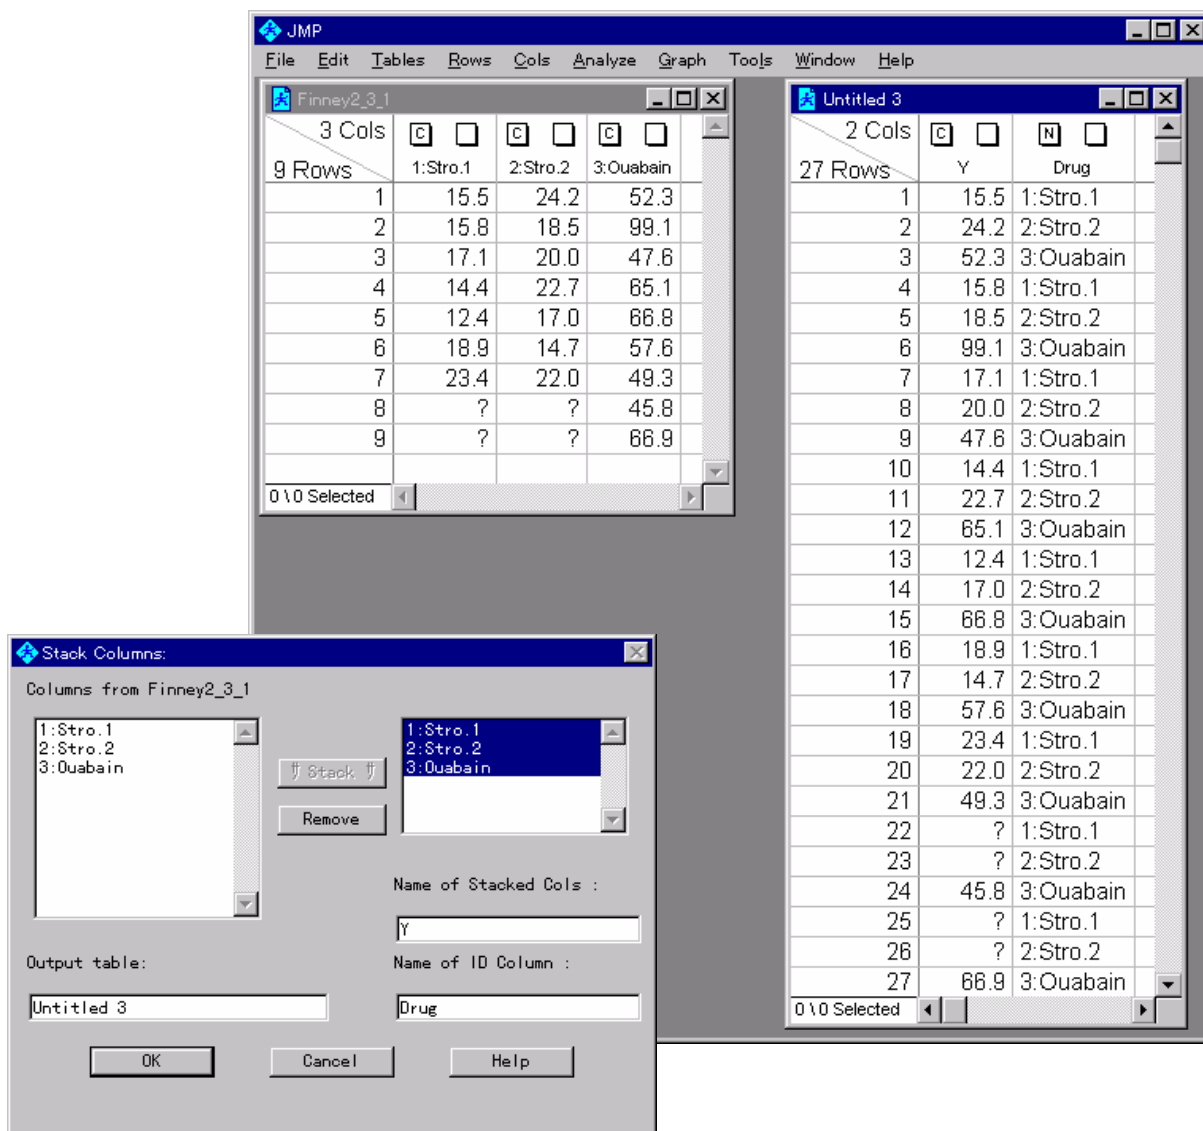 JMP
File Edit Tables Rows Cols Analyze Graph Tools Window Help
Finney2_3_1
3 Cols C C C
9 Rows 1:Stro.1 2:Stro.2 3:Ouabain
1 15.5 24.2 52.3
2 15.8 18.5 99.1
3 17.1 20.0 47.6
4 14.4 22.7 65.1
5 12.4 17.0 66.8
6 18.9 14.7 57.6
7 23.4 22.0 49.3
8 ? ? 45.8
9 ? ? 66.9
0 \ 0 Selected
Untitled 3
2 Cols C N
27 Rows Y Drug
1 15.5 1:Stro.1
2 24.2 2:Stro.2
3 52.3 3:Ouabain
4 15.8 1:Stro.1
5 18.5 2:Stro.2
6 99.1 3:Ouabain
7 17.1 1:Stro.1
8 20.0 2:Stro.2
9 47.6 3:Ouabain
10 14.4 1:Stro.1
11 22.7 2:Stro.2
12 65.1 3:Ouabain
13 12.4 1:Stro.1
14 17.0 2:Stro.2
15 66.8 3:Ouabain
16 18.9 1:Stro.1
17 14.7 2:Stro.2
18 57.6 3:Ouabain
19 23.4 1:Stro.1
20 22.0 2:Stro.2
21 49.3 3:Ouabain
22 ? 1:Stro.1
23 ? 2:Stro.2
24 45.8 3:Ouabain
25 ? 1:Stro.1
26 ? 2:Stro.2
27 66.9 3:Ouabain
0 \ 0 Selected
Stack Columns:
Columns from Finney2_3_1
1:Stro.1
2:Stro.2
3:Ouabain
Stack
Remove
1:Stro.1
2:Stro.2
3:Ouabain
Name of Stacked Cols :
Y
Output table:
Untitled 3
Name of ID Column :
Drug
OK Cancel Help